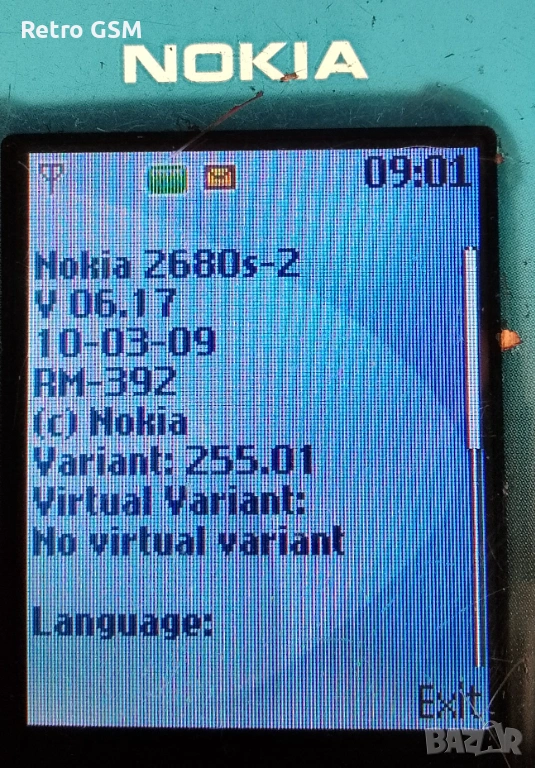 Retro GSM
NOKIA
09:01
Nokia 2680s-2
V 06.17
10-03-09
RM-392
(c) Nokia
Variant: 255.01
Virtual Variant:
No virtual variant
Language:
Exit
BAZAR